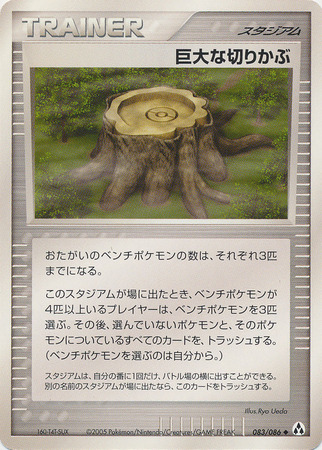 TRAINER
スタジアム
巨大な切りかぶ
おたがいのベンチポケモンの数は、それぞれ3匹
までになる。
このスタジアムが場に出たとき、ベンチポケモンが
4匹以上いるプレイヤーは、ベンチポケモンを3匹
選ぶ。その後、選んでいないポケモンと、そのポケ
モンについているすべてのカードを、トラッシュする。
(ベンチポケモンを選ぶのは自分から。)
スタジアムは、自分の番に1回だけ、バトル場の横に出すことができる。
別の名前のスタジアムが場に出たなら、このカードをトラッシュする。
Illus.Ryo Ueda
160-T4T-SUX
©2005 Pokémon/Nintendo/Creatures/GAME FREAK
083/086